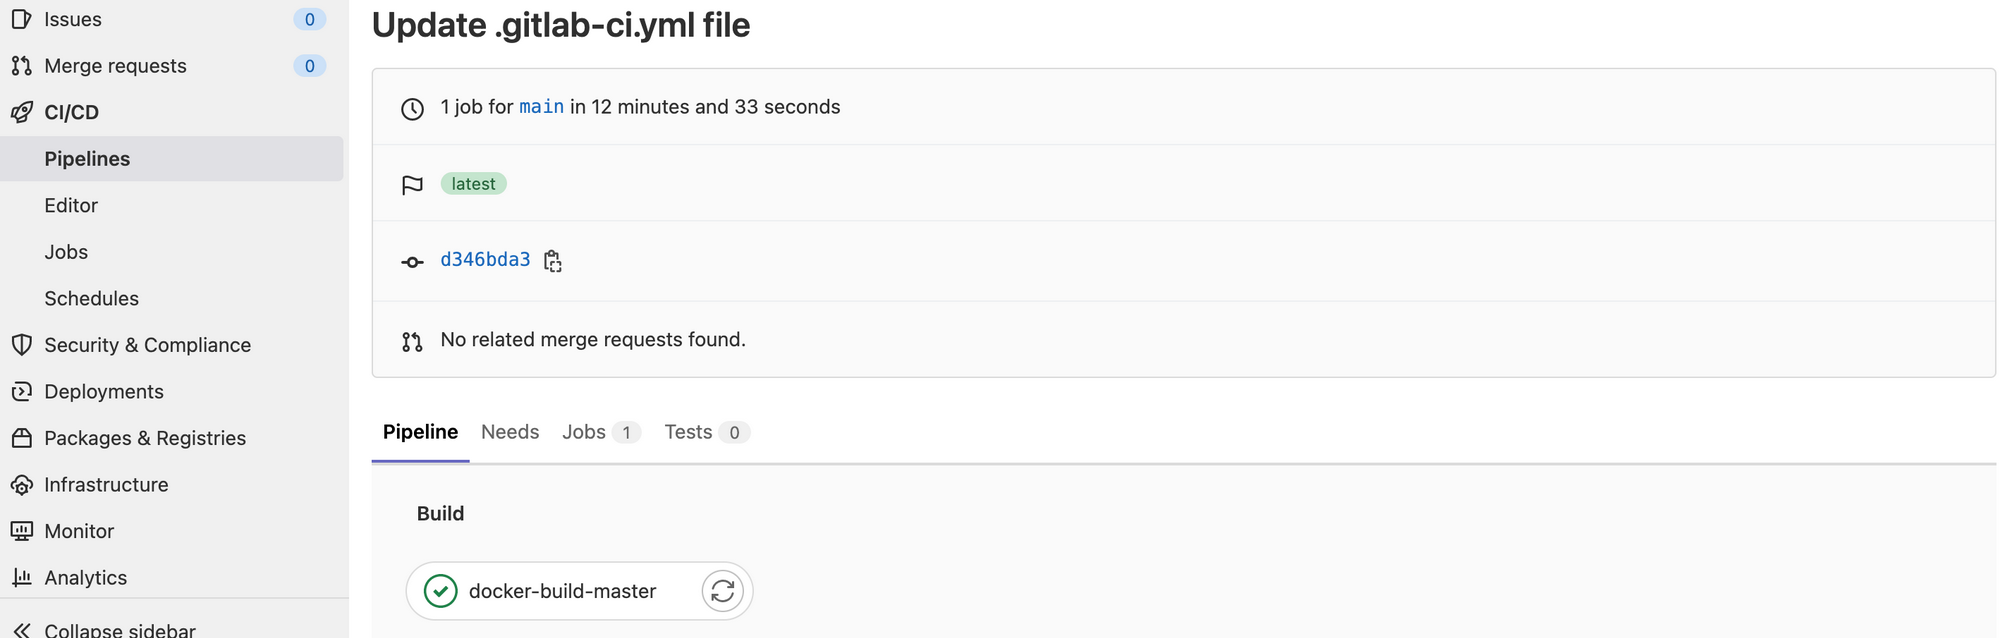 Issues 0
Merge requests 0
CI/CD
Pipelines
Editor
Jobs
Schedules
Security & Compliance
Deployments
Packages & Registries
Infrastructure
Monitor
Analytics
Collapse sidebar
Update .gitlab-ci.yml file
1 job for main in 12 minutes and 33 seconds
latest
d346bda3
No related merge requests found.
Pipeline Needs Jobs 1 Tests 0
Build
docker-build-master